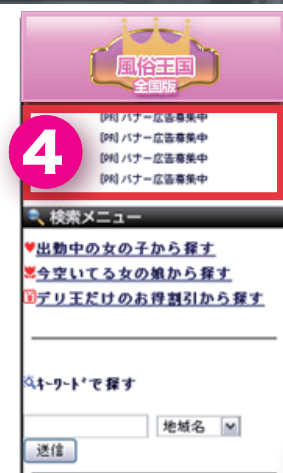 風俗王国
全国版
[PR] バナー広告募集中
[PR] バナー広告募集中
[PR] バナー広告募集中
[PR] バナー広告募集中
4
検索メニュー
出勤中の女の子から探す
今空いてる女の娘から探す
デリ王だけのお得割引から探す
ｷｰﾜｰﾄﾞで探す
地域名
送信